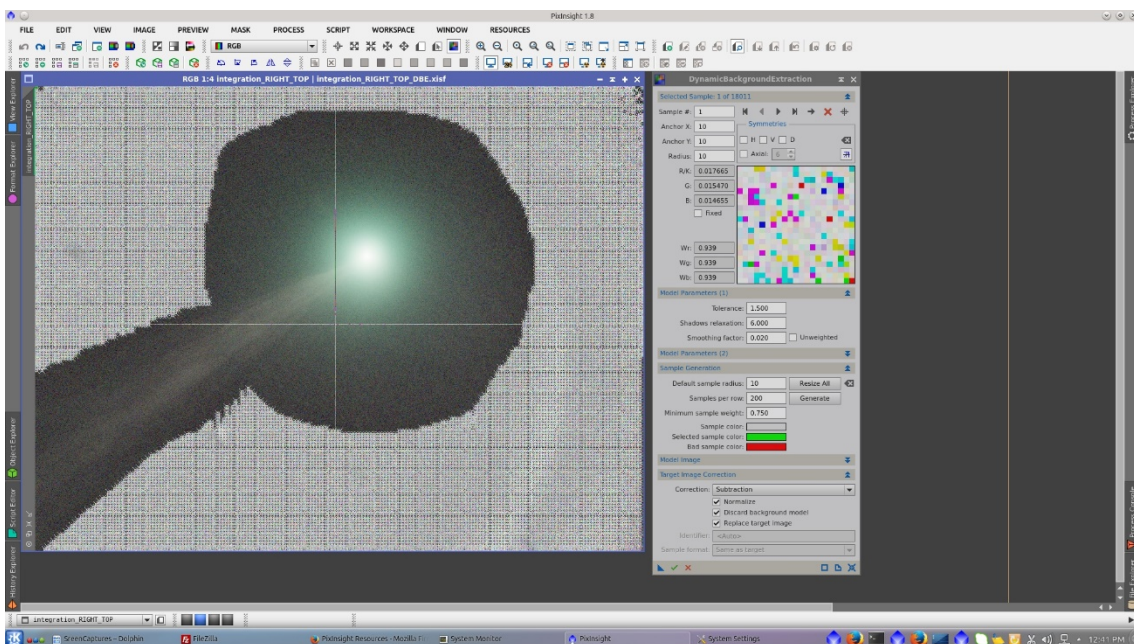 PixInsight 1.8
FILE EDIT VIEW IMAGE PREVIEW MASK PROCESS SCRIPT WORKSPACE WINDOW RESOURCES
RGB
RGB 1:4 integration_RIGHT_TOP | integration_RIGHT_TOP_DBE.xisf
integration_RIGHT_TOP
View Explorer
Format Explorer
Object Explorer
Script Editor
History Explorer
DynamicBackgroundExtraction
Selected Sample: 1 of 18011
Sample #: 1
Anchor X: 10
Symmetries
Anchor Y: 10
H V D
Radius: 10
Axial: 6
R/K: 0.017665
G: 0.015470
B: 0.014655
Fixed
Wr: 0.939
Wg: 0.939
Wb: 0.939
Model Parameters (1)
Tolerance: 1.500
Shadows relaxation: 6.000
Smoothing factor: 0.020 Unweighted
Model Parameters (2)
Sample Generation
Default sample radius: 10 Resize All
Samples per row: 200 Generate
Minimum sample weight: 0.750
Sample color:
Selected sample color:
Bad sample color:
Model Image
Target Image Correction
Correction: Subtraction
Normalize
Discard background model
Replace target image
Identifier: <Auto>
Sample format: Same as target
Process Explorer
Process Console
File Explorer
integration_RIGHT_TOP
SreenCaptures - Dolphin
FileZilla
PixInsight Resources - Mozilla Fi
System Monitor
PixInsight
System Settings
12:41 PM